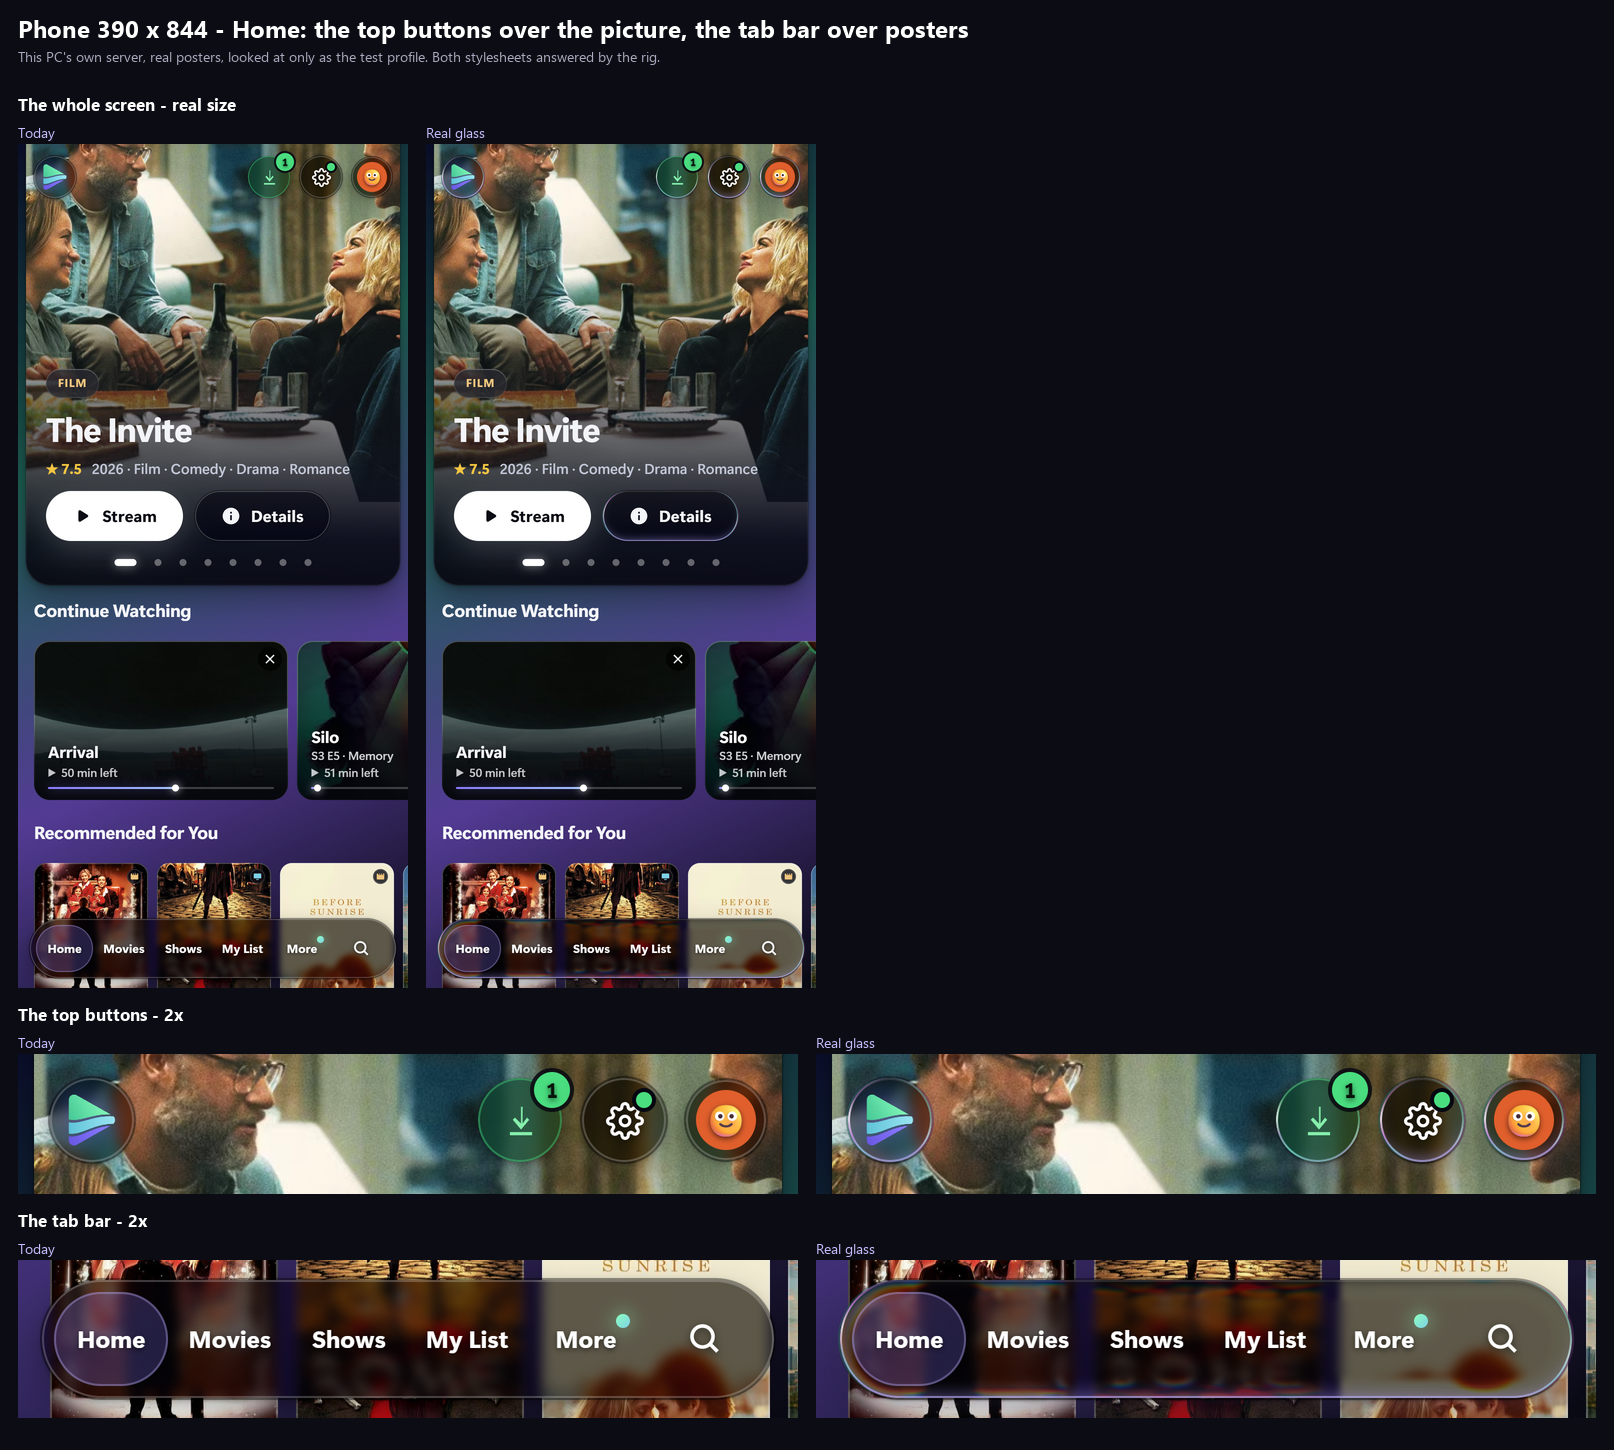 Phone 390 x 844 - Home: the top buttons over the picture, the tab bar over posters
This PC's own server, real posters, looked at only as the test profile. Both stylesheets answered by the rig.
The whole screen - real size
Today
Real glass
1
1
FILM
FILM
The Invite
The Invite
★ 7.5 2026 · Film · Comedy · Drama · Romance
★ 7.5 2026 · Film · Comedy · Drama · Romance
Stream Details
Stream Details
Continue Watching
Continue Watching
Arrival
50 min left
Silo
S3 E5 · Memory
51 min left
Arrival
50 min left
Silo
S3 E5 · Memory
51 min left
Recommended for You
Recommended for You
BEFORE
SUNRISE
BEFORE
SUNRISE
Home Movies Shows My List More
Home Movies Shows My List More
The top buttons - 2x
Today
Real glass
1
1
The tab bar - 2x
Today
Real glass
SUNRISE
SUNRISE
Home Movies Shows My List More
Home Movies Shows My List More